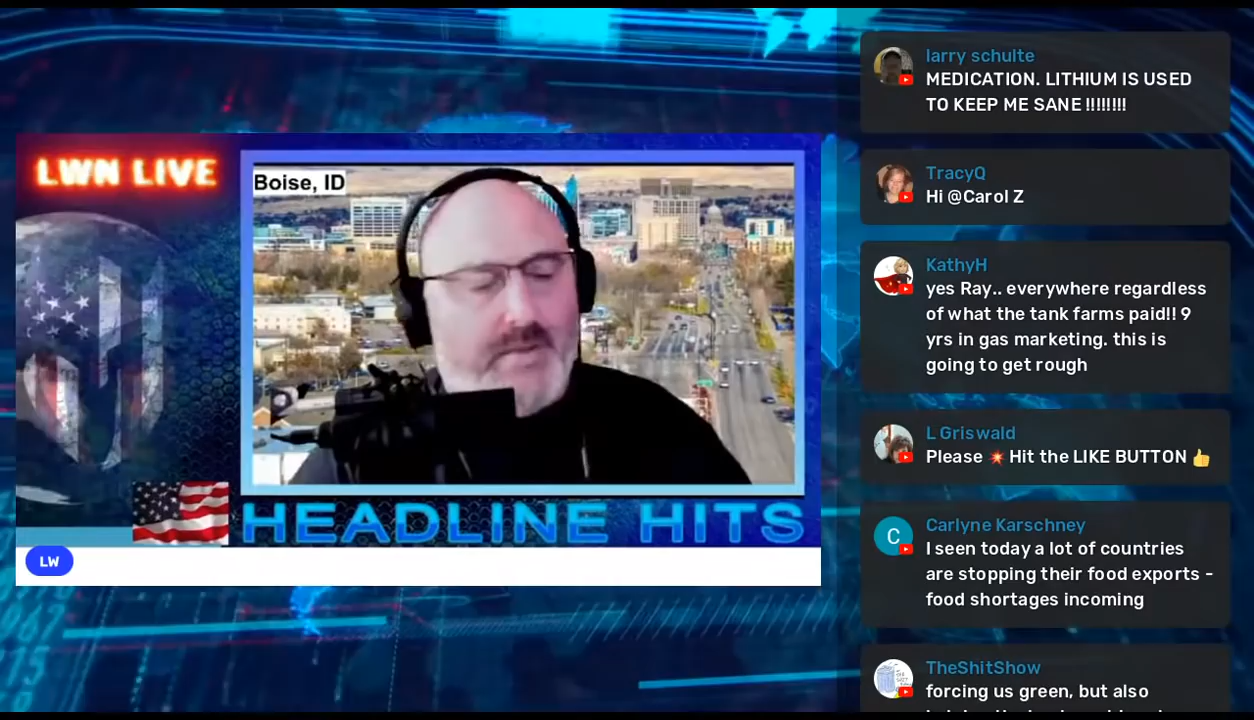 LWN LIVE
Boise, ID
HEADLINE HITS
LW
larry schulte
MEDICATION. LITHIUM IS USED
TO KEEP ME SANE !!!!!!!!
TracyQ
Hi @Carol Z
KathyH
yes Ray.. everywhere regardless
of what the tank farms paid!! 9
yrs in gas marketing. this is
going to get rough
L Griswald
Please 💥 Hit the LIKE BUTTON 👍
C
Carlyne Karschney
I seen today a lot of countries
are stopping their food exports -
food shortages incoming
TheShitShow
forcing us green, but also